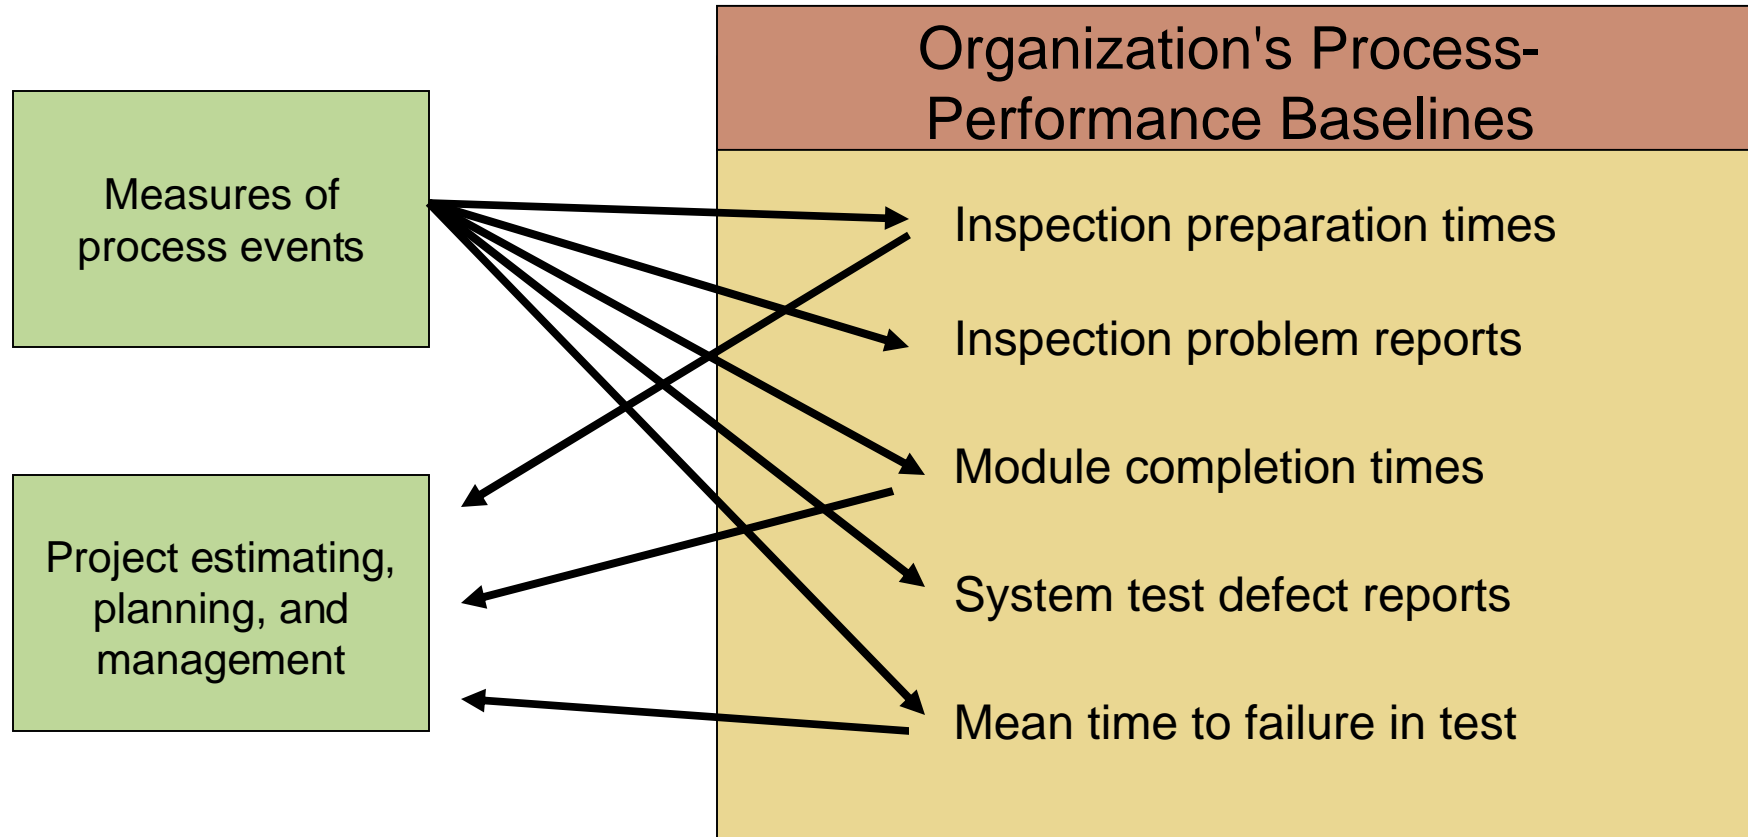 Organization's Process-
Performance Baselines
Measures of
process events
Inspection preparation times
Inspection problem reports
Module completion times
Project estimating,
planning, and
management
System test defect reports
Mean time to failure in test